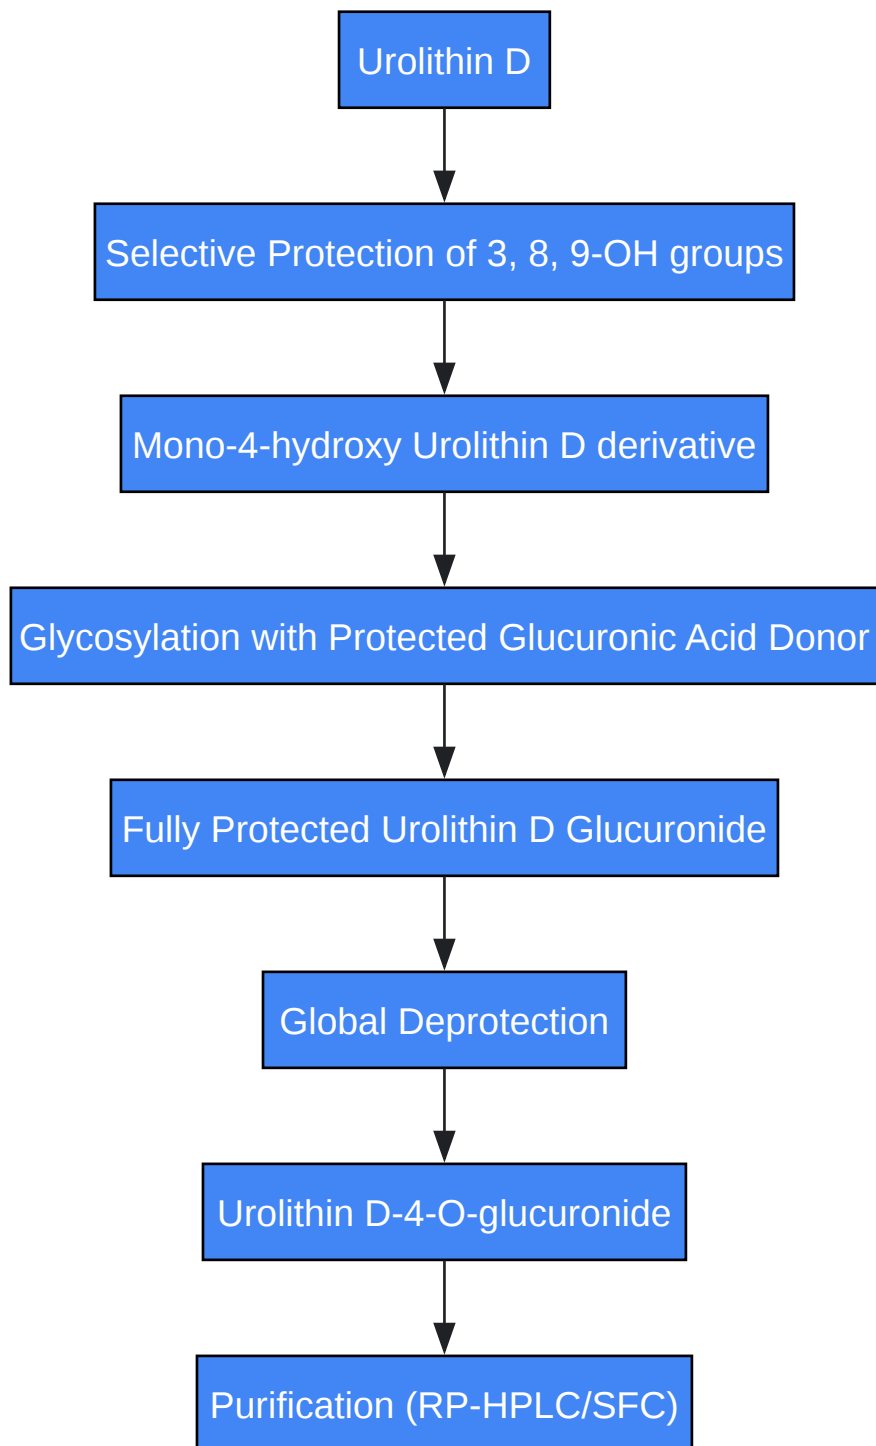 Urolithin D
Selective Protection of 3, 8, 9-OH groups
Mono-4-hydroxy Urolithin D derivative
Glycosylation with Protected Glucuronic Acid Donor
Fully Protected Urolithin D Glucuronide
Global Deprotection
Urolithin D-4-O-glucuronide
Purification (RP-HPLC/SFC)